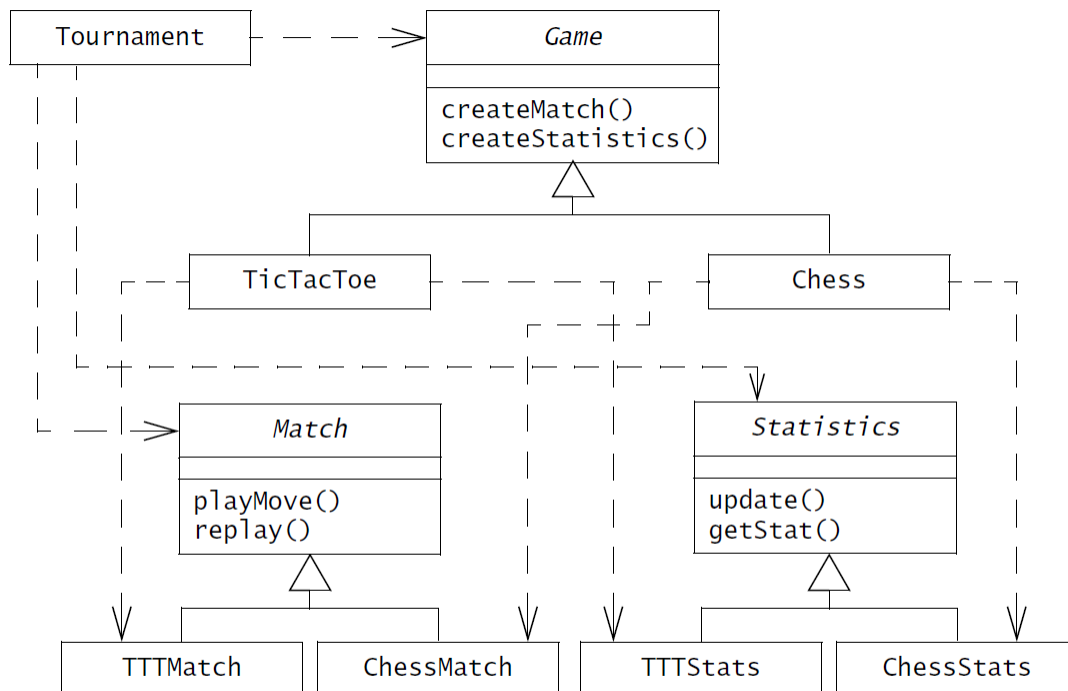 Tournament
Game
createMatch()
createStatistics()
TicTacToe
Chess
Match
playMove()
replay()
Statistics
update()
getStat()
TTTMatch
ChessMatch
TTTStats
ChessStats